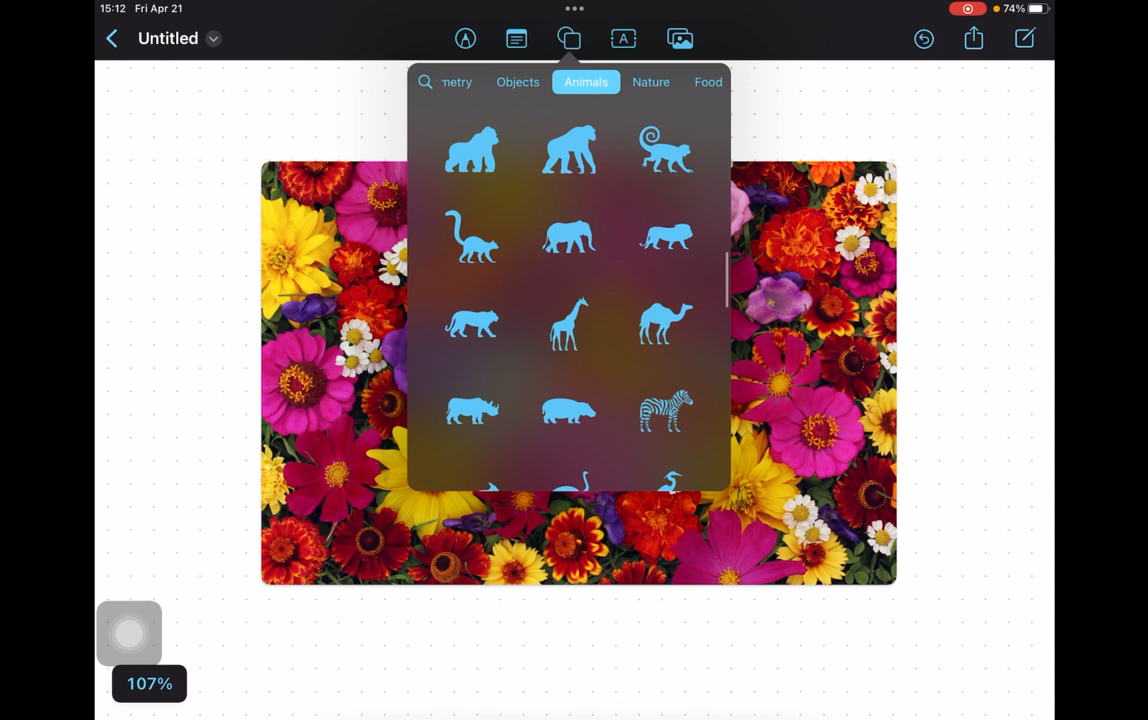 15:12 Fri Apr 21
74%
Untitled
A
metry Objects Animals Nature Food
107%